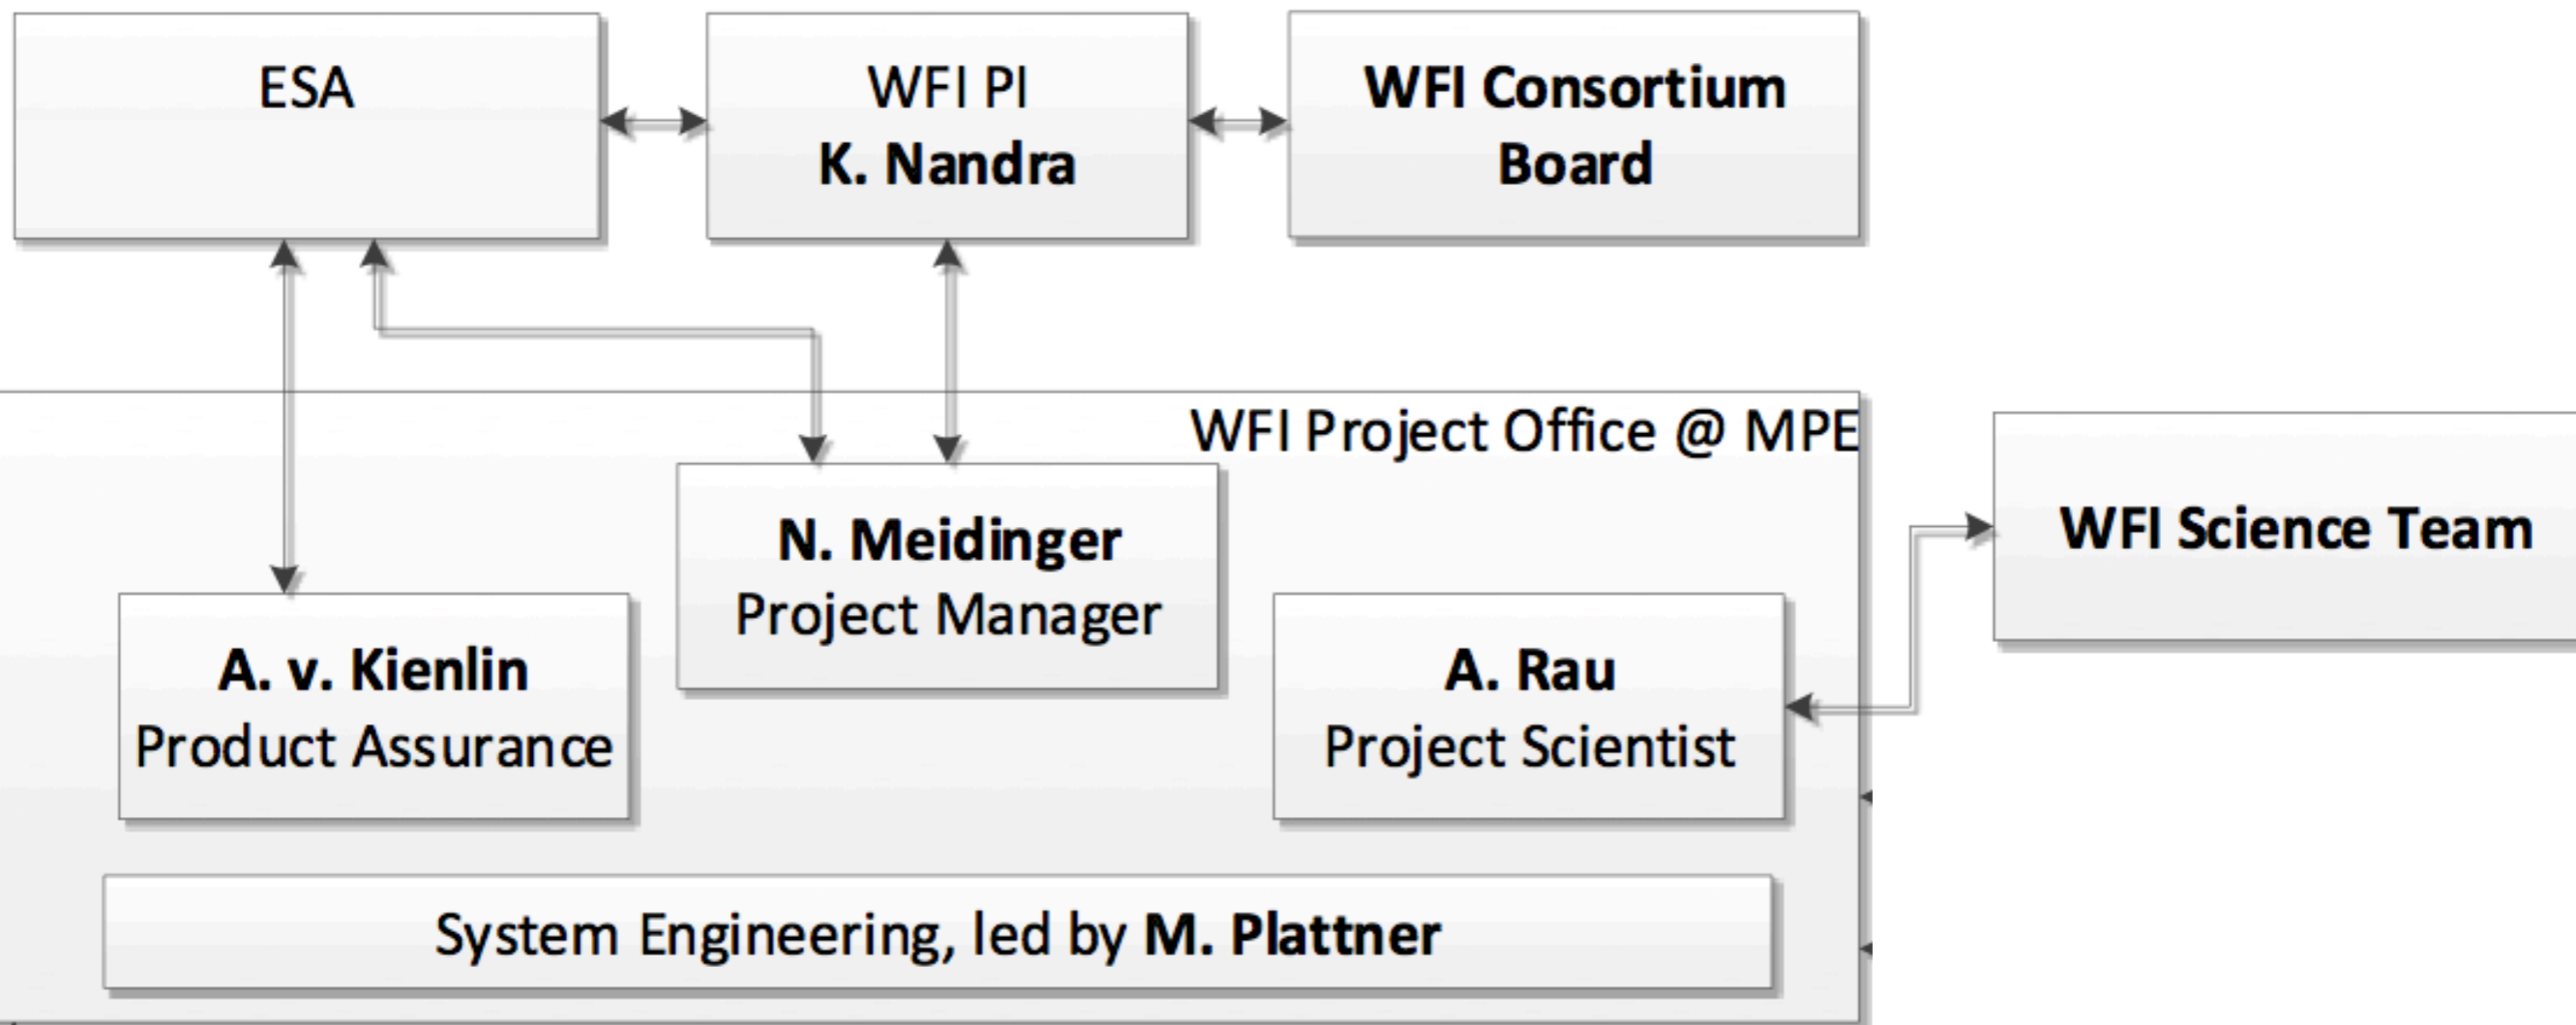 ESA
WFI PI
K. Nandra
WFI Consortium
Board
WFI Project Office @ MPE
N. Meidinger
Project Manager
WFI Science Team
A. v. Kienlin
Product Assurance
A. Rau
Project Scientist
System Engineering, led by M. Plattner